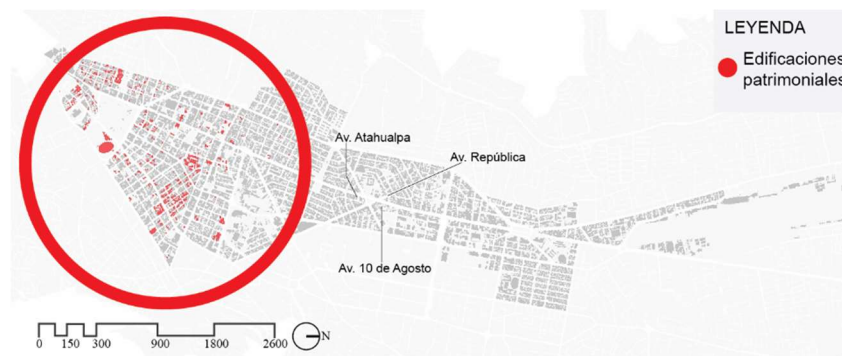 LEYENDA
Edificaciones
patrimoniales
Av. Atahualpa
Av. República
Av. 10 de Agosto
0 150 300 900 1800 2600
N